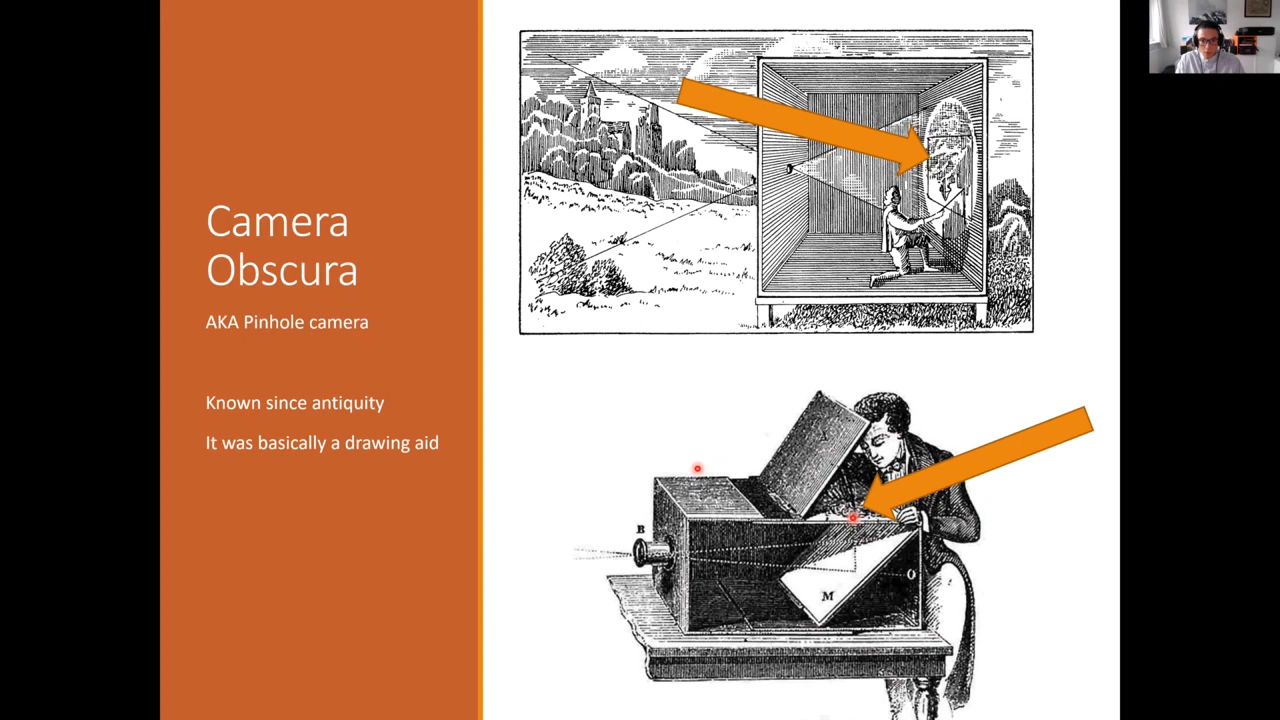 Camera
Obscura
AKA Pinhole camera
Known since antiquity
It was basically a drawing aid
X
B
O
M